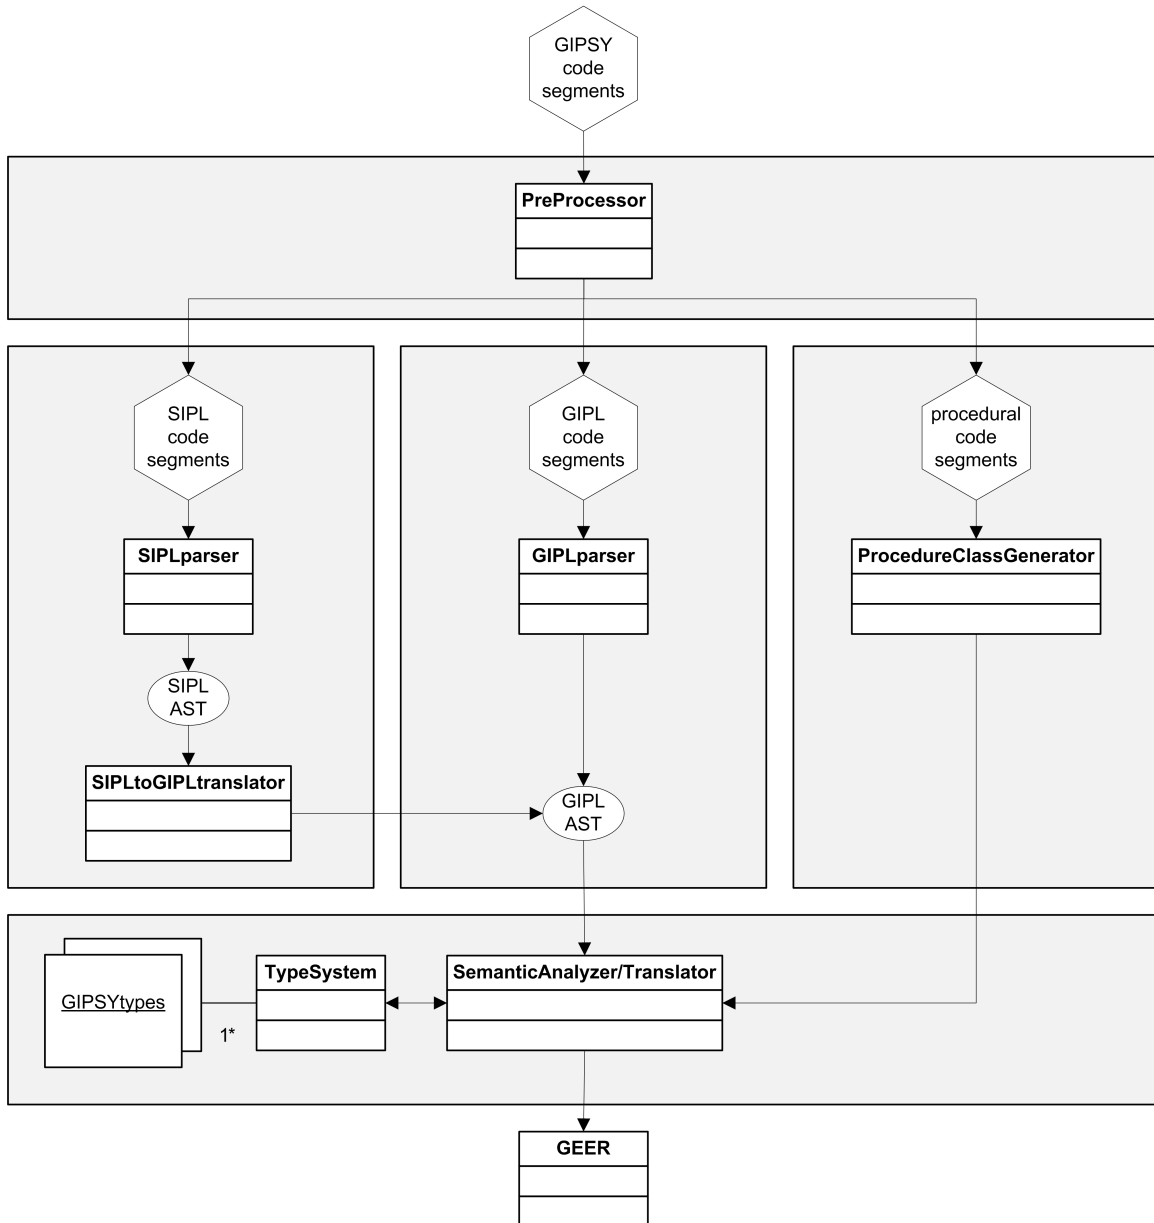 GIPSY
code
segments
PreProcessor
SIPL
code
segments
GIPL
code
segments
procedural
code
segments
SIPLparser
GIPLparser
ProcedureClassGenerator
SIPL
AST
SIPLtoGIPLtranslator
GIPL
AST
GIPSYtypes
1*
TypeSystem
SemanticAnalyzer/Translator
GEER